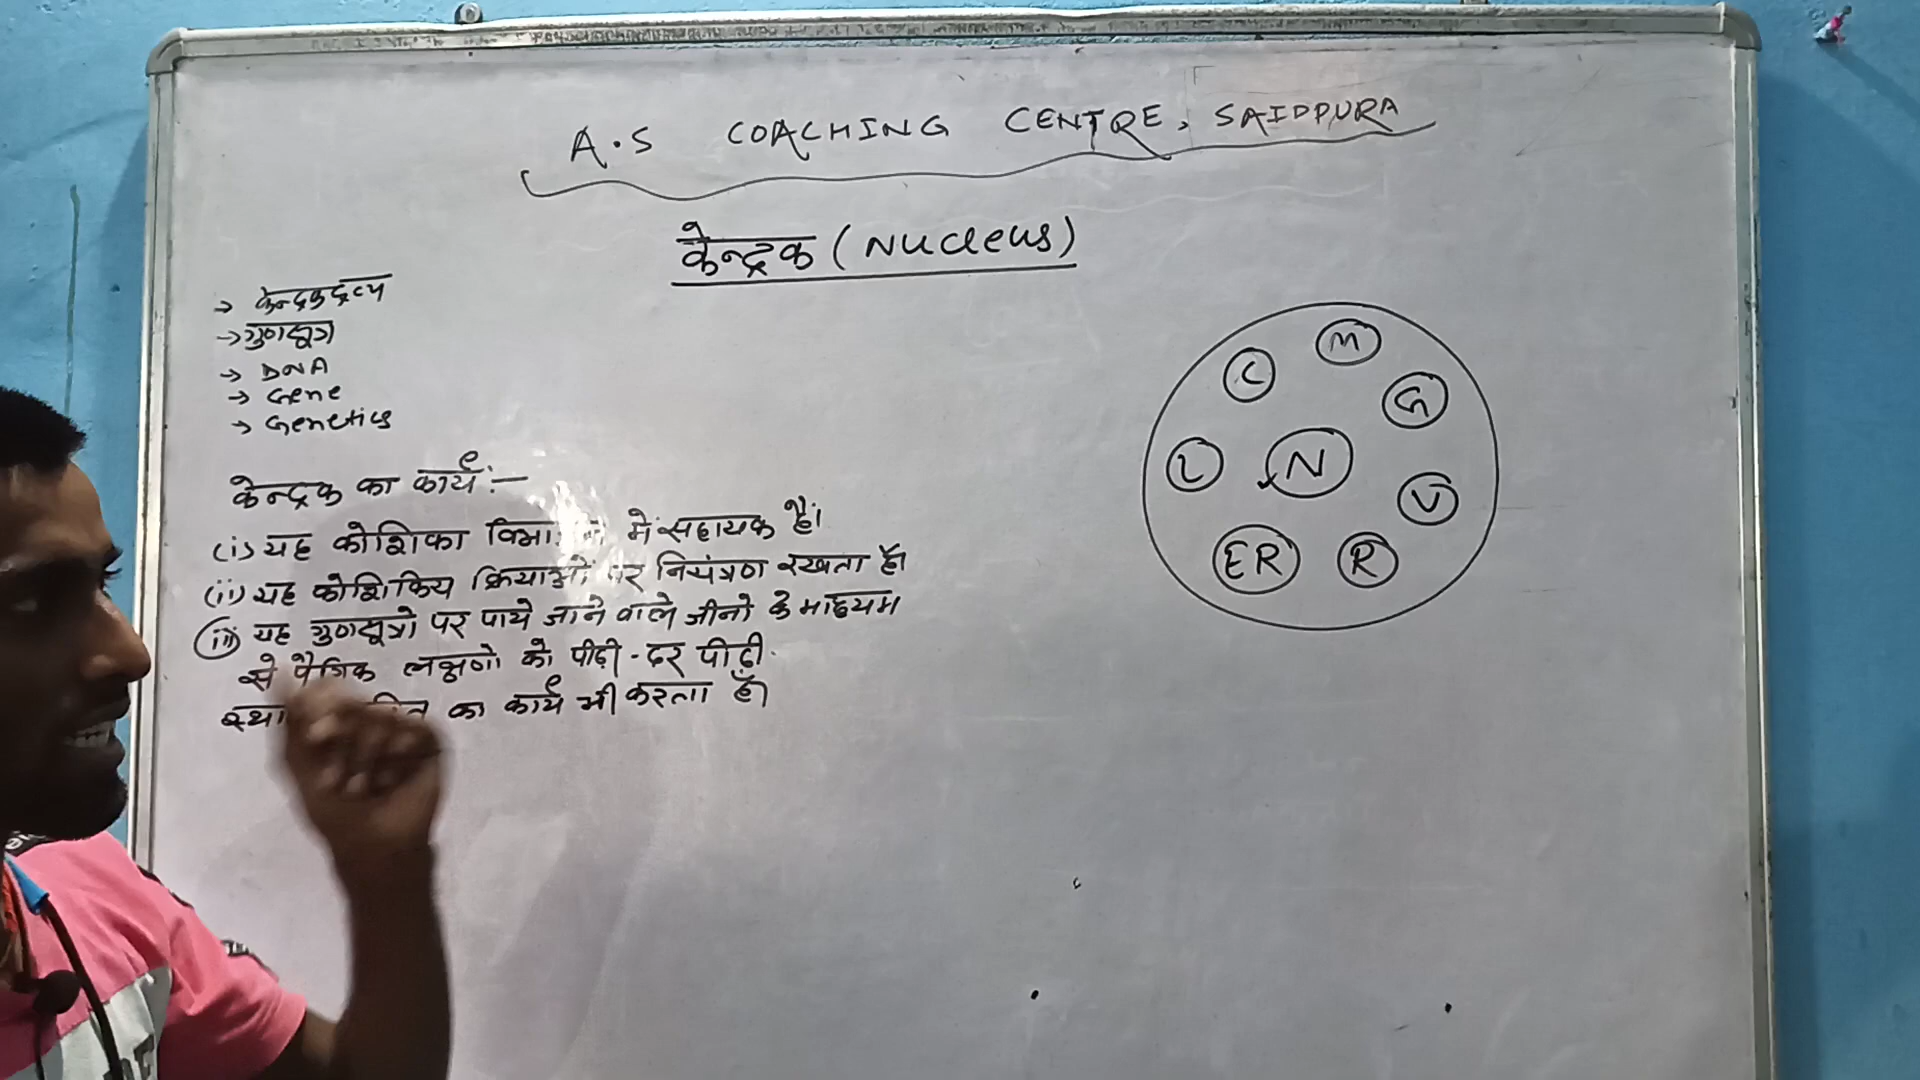 A.S COACHING CENTRE, SAIDPURA
केन्द्रक (Nucleus)
→ केन्द्रकद्रव्य
→ गुणसूत्र
→ DNA
→ Gene
→ Genetics
केन्द्रक का कार्य :-
(i) यह कोशिका में सहायक है।
(ii) यह कोशिकिय क्रियाओं पर नियंत्रण रखता है।
(iii) यह गुणसूत्रो पर पाये जाने वाले जीनो के माध्यम
से पैत्रिक लक्षणो को पीढ़ी - दर पीढ़ी
का कार्य भी करता है।
M
C
G
L
N
V
ER
R